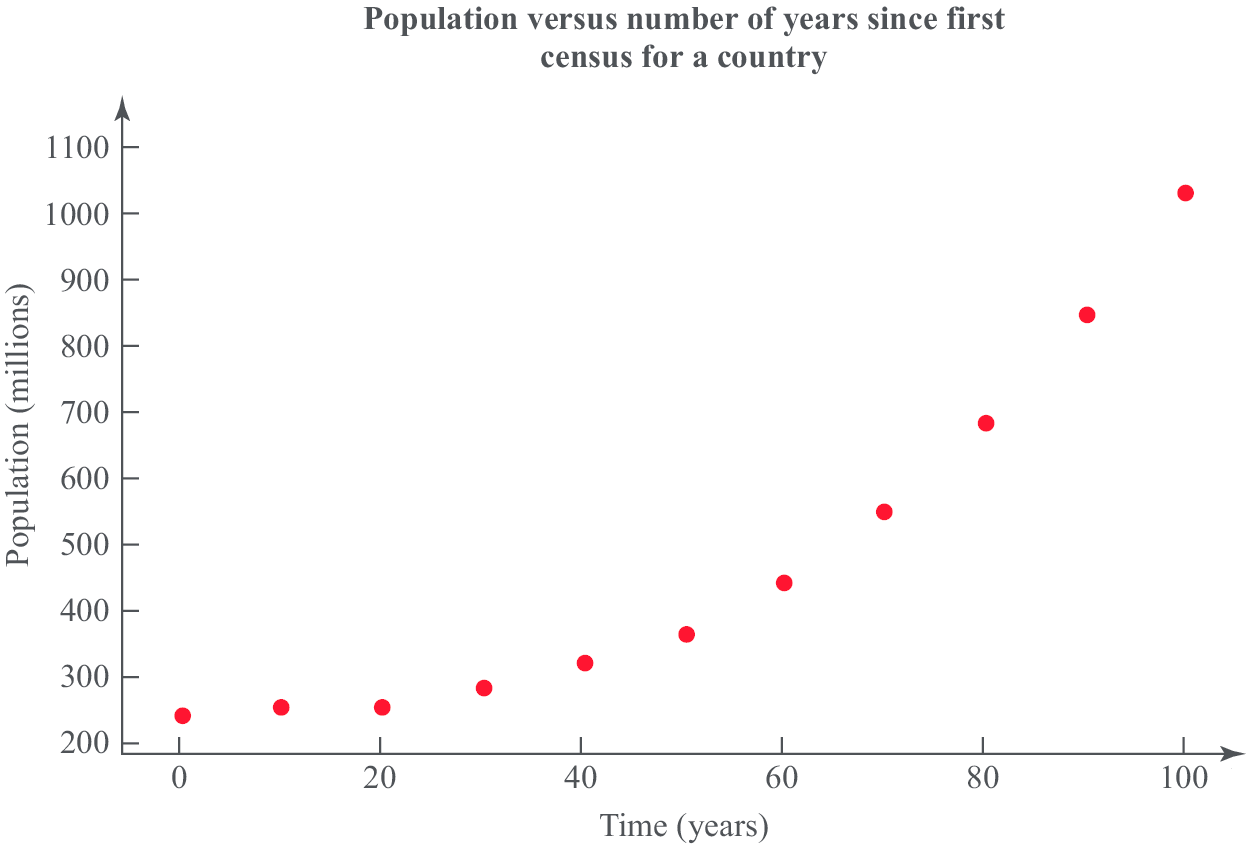 Population versus number of years since first
census for a country
1100
1000
900
800
700
600
500
400
300
200
Population (millions)
0 20 40 60 80 100
Time (years)